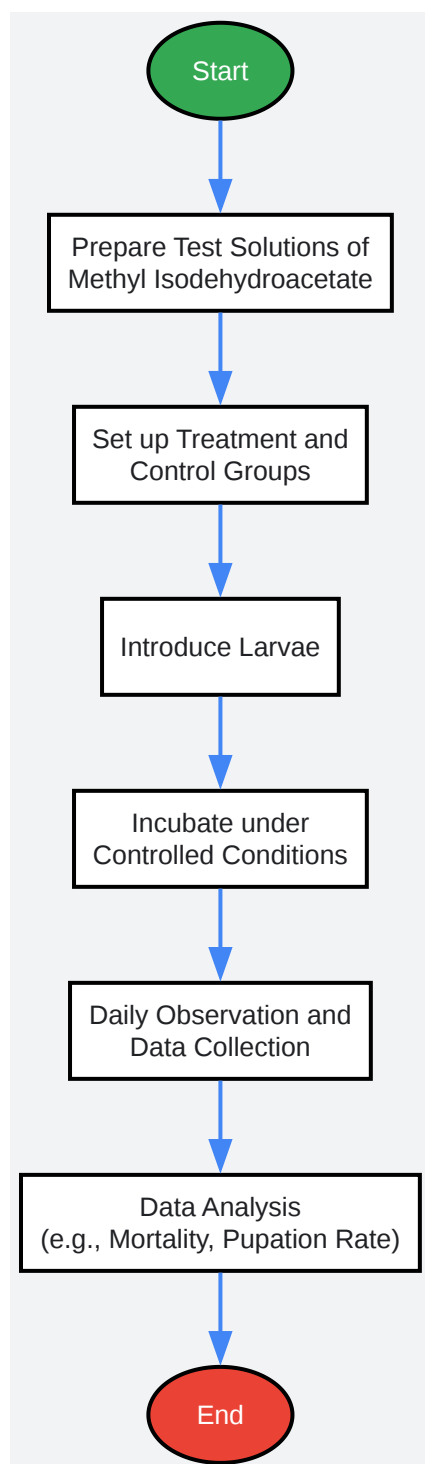 Start
Prepare Test Solutions of
Methyl Isodehydroacetate
Set up Treatment and
Control Groups
Introduce Larvae
Incubate under
Controlled Conditions
Daily Observation and
Data Collection
Data Analysis
(e.g., Mortality, Pupation Rate)
End